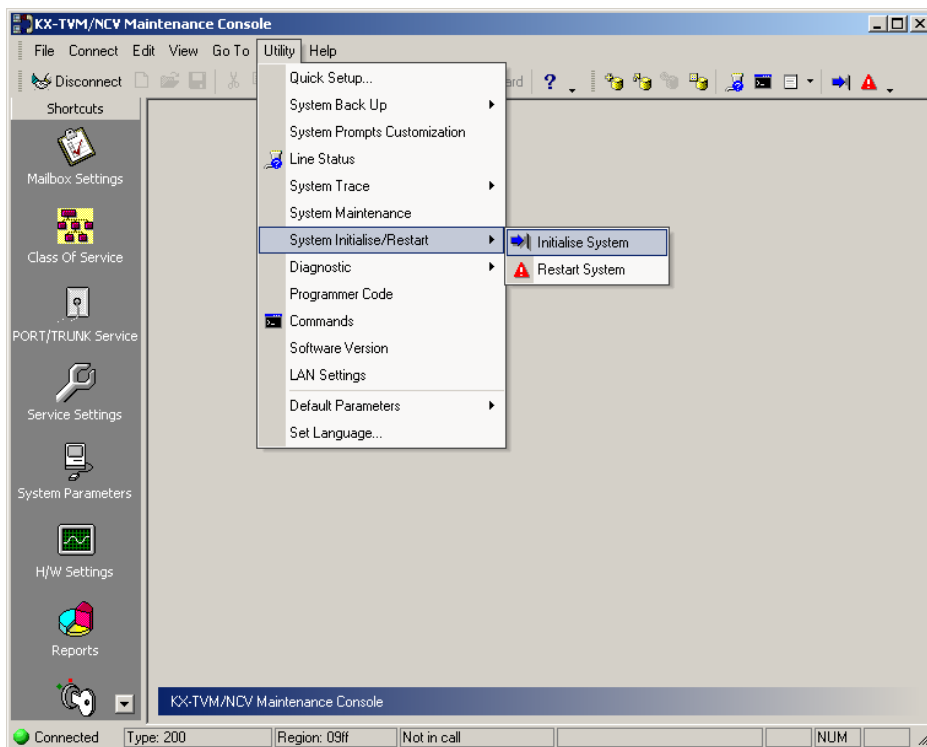 KX-TVM/NCV Maintenance Console
File Connect Edit View Go To Utility Help
Disconnect
Shortcuts
Mailbox Settings
Class Of Service
PORT/TRUNK Service
Service Settings
System Parameters
H/W Settings
Reports
Quick Setup...
System Back Up
System Prompts Customization
Line Status
System Trace
System Maintenance
System Initialise/Restart
Diagnostic
Programmer Code
Commands
Software Version
LAN Settings
Default Parameters
Set Language...
Initialise System
Restart System
KX-TVM/NCV Maintenance Console
Connected Type: 200 Region: 09ff Not in call NUM